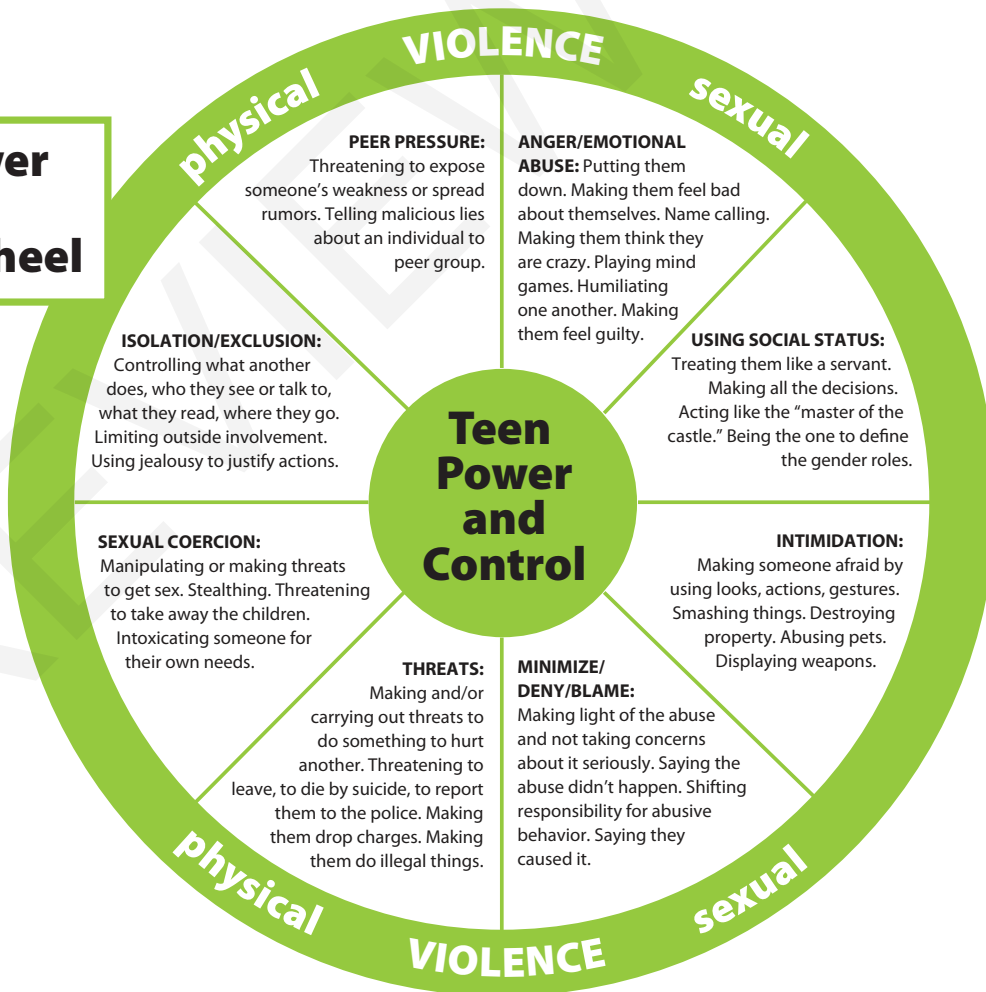 VIOLENCE
physical
sexual
ver
heel
PEER PRESSURE:
Threatening to expose
someone’s weakness or spread
rumors. Telling malicious lies
about an individual to
peer group.
ANGER/EMOTIONAL
ABUSE: Putting them
down. Making them feel bad
about themselves. Name calling.
Making them think they
are crazy. Playing mind
games. Humiliating
one another. Making
them feel guilty.
ISOLATION/EXCLUSION:
Controlling what another
does, who they see or talk to,
what they read, where they go.
Limiting outside involvement.
Using jealousy to justify actions.
USING SOCIAL STATUS:
Treating them like a servant.
Making all the decisions.
Acting like the “master of the
castle.” Being the one to define
the gender roles.
Teen
Power
and
Control
SEXUAL COERCION:
Manipulating or making threats
to get sex. Stealthing. Threatening
to take away the children.
Intoxicating someone for
their own needs.
INTIMIDATION:
Making someone afraid by
using looks, actions, gestures.
Smashing things. Destroying
property. Abusing pets.
Displaying weapons.
THREATS:
Making and/or
carrying out threats to
do something to hurt
another. Threatening to
leave, to die by suicide, to report
them to the police. Making
them drop charges. Making
them do illegal things.
MINIMIZE/
DENY/BLAME:
Making light of the abuse
and not taking concerns
about it seriously. Saying the
abuse didn’t happen. Shifting
responsibility for abusive
behavior. Saying they
caused it.
physical
sexual
VIOLENCE